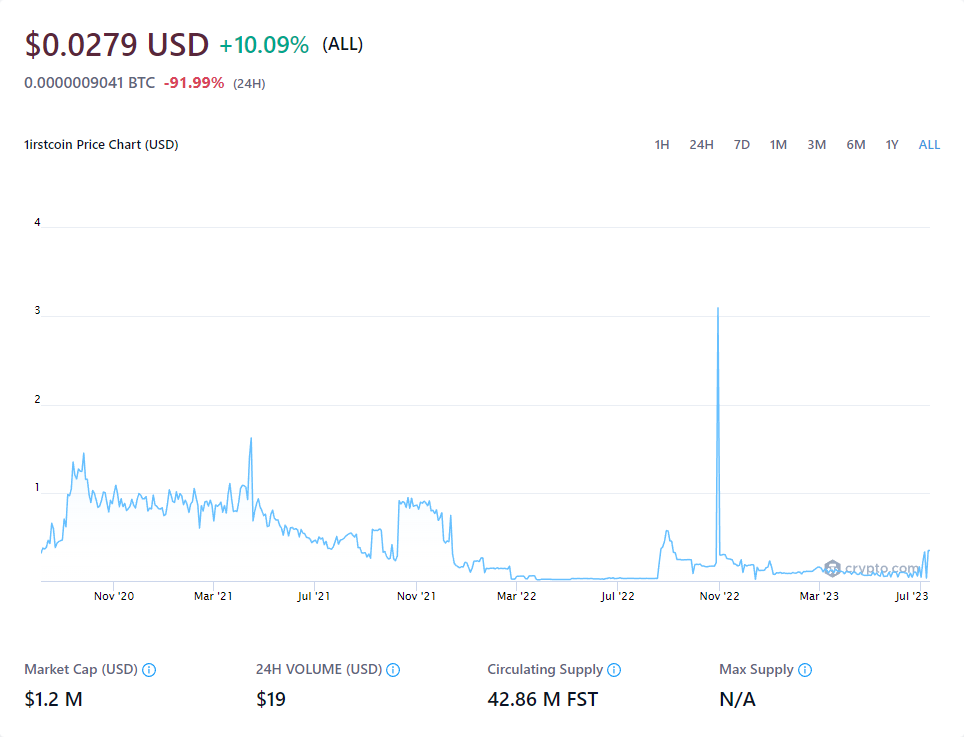 $0.0279 USD +10.09% (ALL)
0.0000009041 BTC -91.99% (24H)
1irstcoin Price Chart (USD)
1H 24H 7D 1M 3M 6M 1Y ALL
4
3
2
1
crypto.com
Nov '20 Mar '21 Jul '21 Nov '21 Mar '22 Jul '22 Nov '22 Mar '23 Jul '23
Market Cap (USD) 24H VOLUME (USD) Circulating Supply Max Supply
$1.2 M $19 42.86 M FST N/A